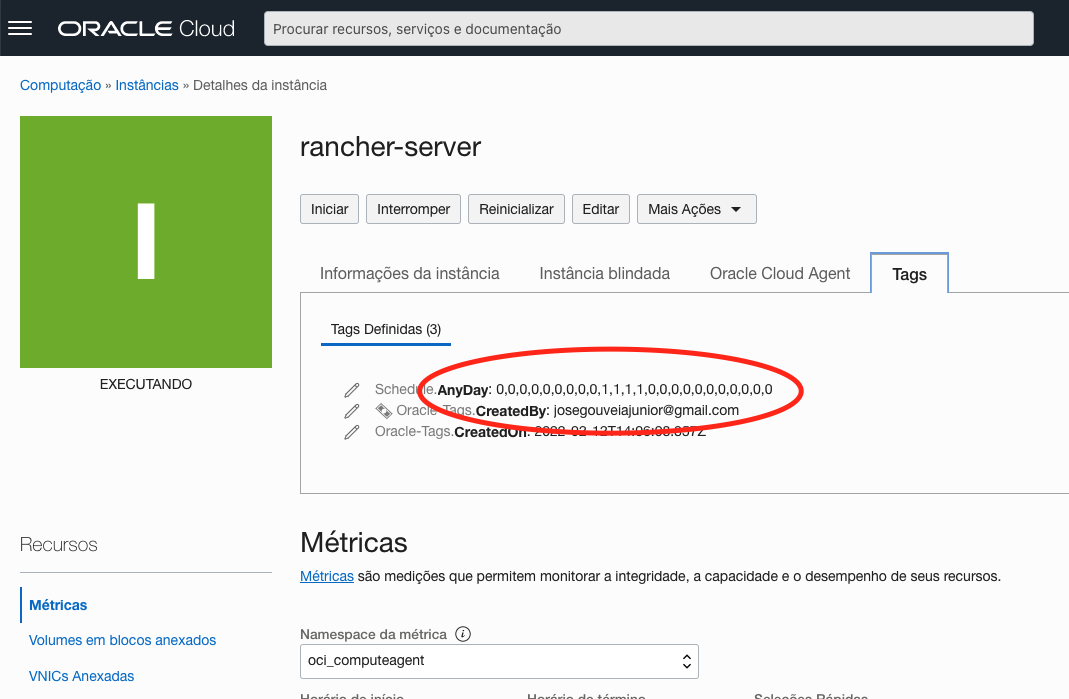 ORACLE Cloud
Procurar recursos, serviços e documentação
Computação » Instâncias » Detalhes da instância
I
EXECUTANDO
rancher-server
Iniciar Interromper Reinicializar Editar Mais Ações
Informações da instância Instância blindada Oracle Cloud Agent Tags
Tags Definidas (3)
Schedule.AnyDay: 0,0,0,0,0,0,0,0,0,1,1,1,1,0,0,0,0,0,0,0,0,0,0,0
Oracle-Tags.CreatedBy: josegouveiajunior@gmail.com
Oracle-Tags.CreatedOn:
Recursos
Métricas
Volumes em blocos anexados
VNICs Anexadas
Métricas
Métricas são medições que permitem monitorar a integridade, a capacidade e o desempenho de seus recursos.
Namespace da métrica
oci_computeagent
Horário de início Horário de término Seleções Rápidas